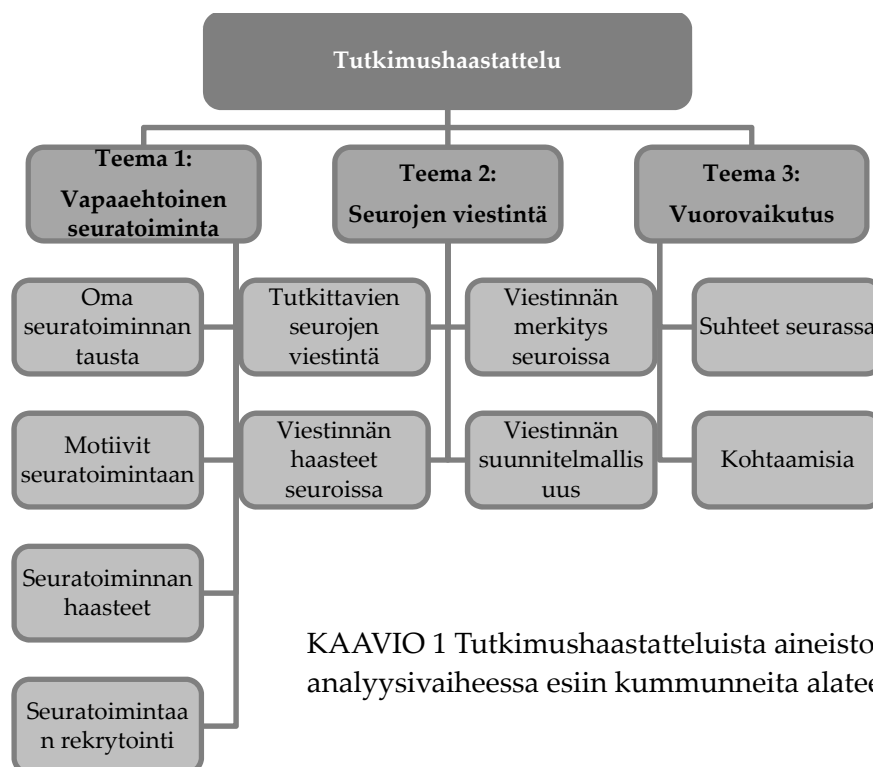 Tutkimushaastattelu
Teema 1:
Vapaaehtoinen
seuratoiminta
Teema 2:
Seurojen viestintä
Teema 3:
Vuorovaikutus
Oma
seuratoiminnan
tausta
Tutkittavien
seurojen
viestintä
Viestinnän
merkitys
seuroissa
Suhteet seurassa
Motiivit
seuratoimintaan
Viestinnän
haasteet
seuroissa
Viestinnän
suunnitelmallis
uus
Kohtaamisia
Seuratoiminnan
haasteet
Seuratoimintaa
n rekrytointi
KAAVIO 1 Tutkimushaastatteluista aineisto
analyysivaiheessa esiin kummunneita alatee